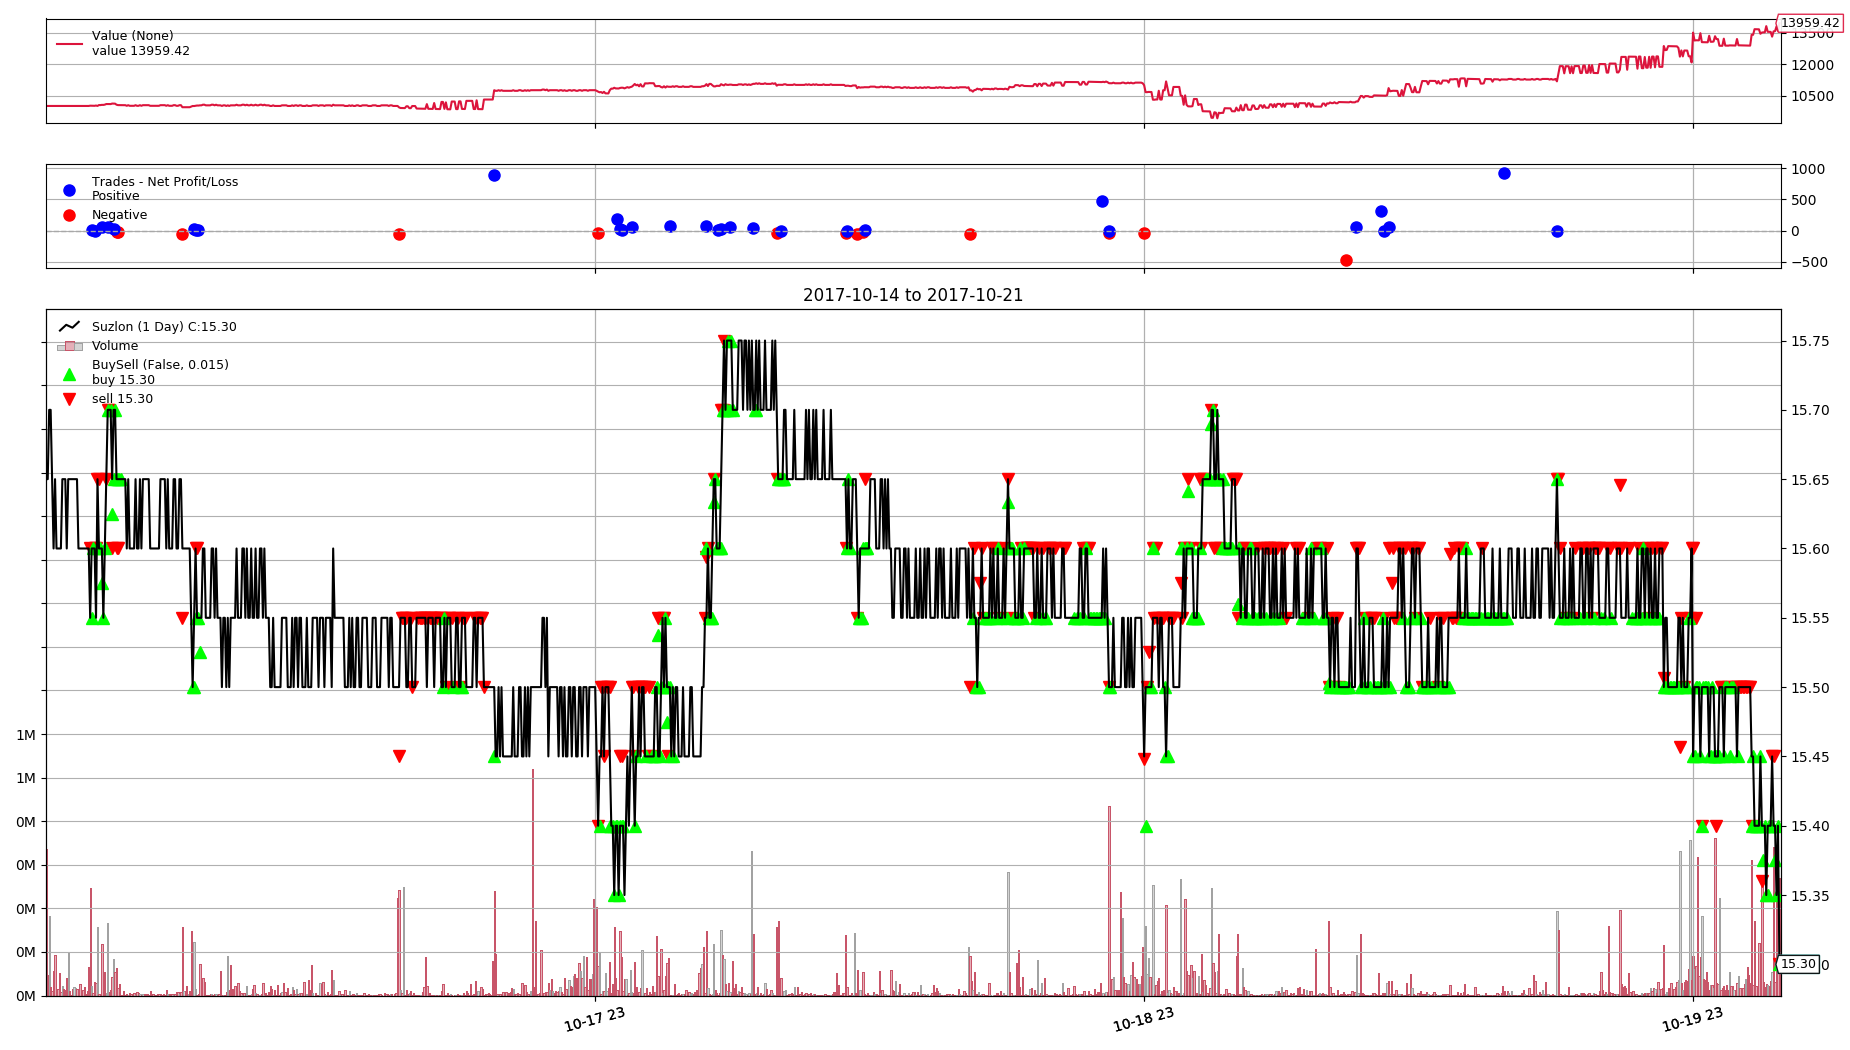 Value (None)
value 13959.42
13959.42
13500
12000
10500
Trades - Net Profit/Loss
Positive
Negative
1000
500
0
−500
2017-10-14 to 2017-10-21
Suzlon (1 Day) C:15.30
Volume
BuySell (False, 0.015)
buy 15.30
sell 15.30
15.75
15.70
15.65
15.60
15.55
15.50
15.45
15.40
15.35
15.30
0
1M
1M
0M
0M
0M
0M
0M
10-17 23
10-18 23
10-19 23